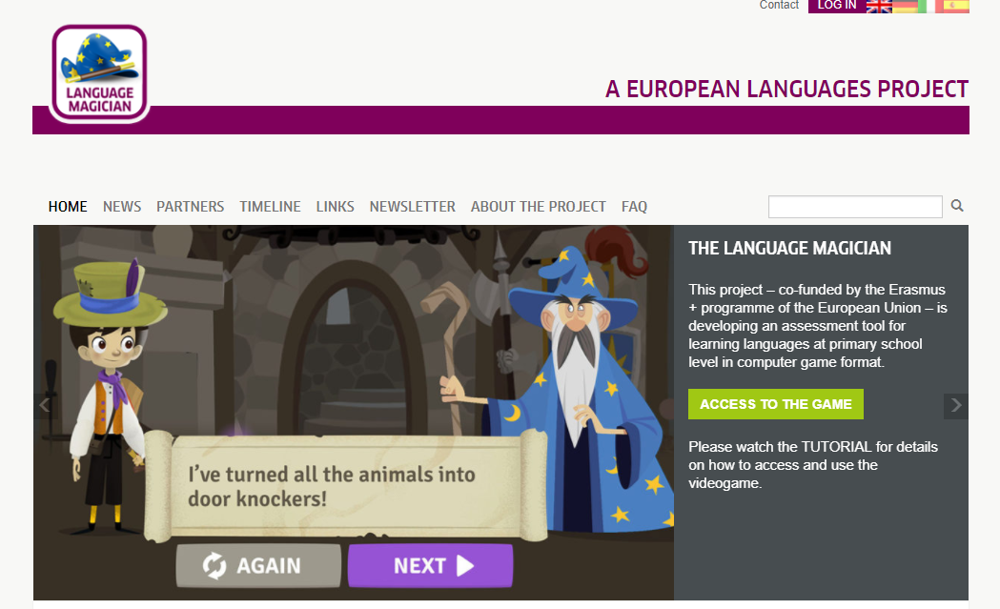 Contact LOG IN
LANGUAGE
MAGICIAN
A EUROPEAN LANGUAGES PROJECT
HOME NEWS PARTNERS TIMELINE LINKS NEWSLETTER ABOUT THE PROJECT FAQ
I’ve turned all the animals into
door knockers!
AGAIN NEXT
THE LANGUAGE MAGICIAN
This project – co-funded by the Erasmus
+ programme of the European Union – is
developing an assessment tool for
learning languages at primary school
level in computer game format.
ACCESS TO THE GAME
Please watch the TUTORIAL for details
on how to access and use the
videogame.